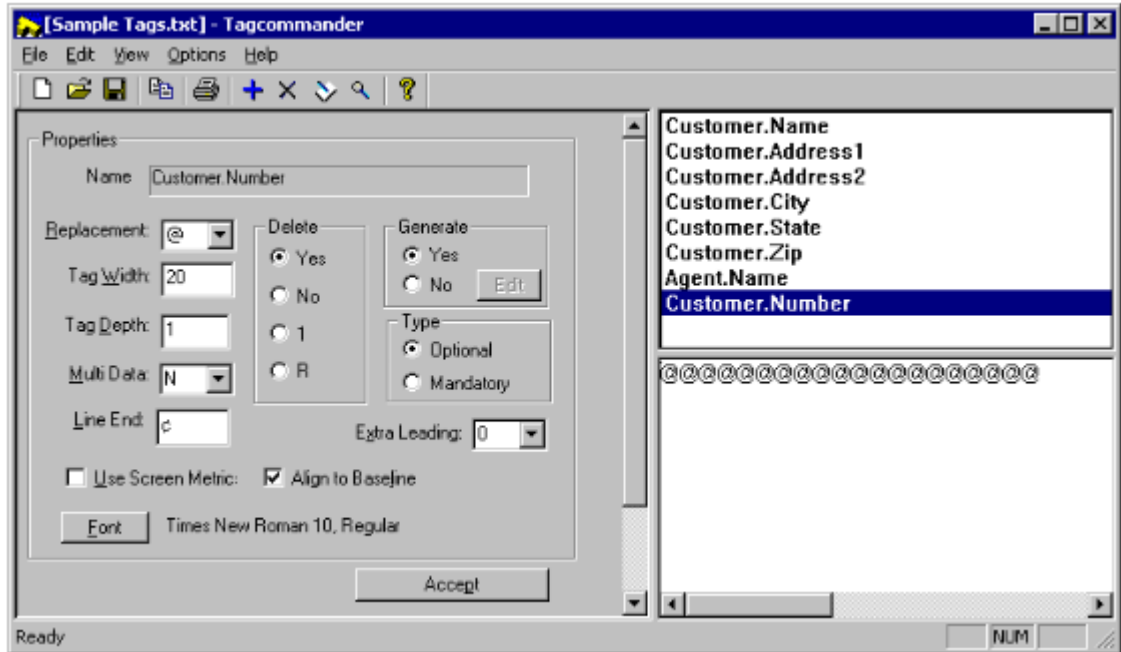 [Sample Tags.txt] - Tagcommander
File Edit View Options Help
Properties
Name Customer.Number
Replacement: @
Tag Width: 20
Tag Depth: 1
Multi Data: N
Line End: ¢
Delete
Yes
No
1
R
Generate
Yes
No Edit
Type
Optional
Mandatory
Extra Leading: 0
Use Screen Metric: Align to Baseline
Font Times New Roman 10, Regular
Accept
Customer.Name
Customer.Address1
Customer.Address2
Customer.City
Customer.State
Customer.Zip
Agent.Name
Customer.Number
@@@@@@@@@@@@@@@@@@@@
Ready NUM